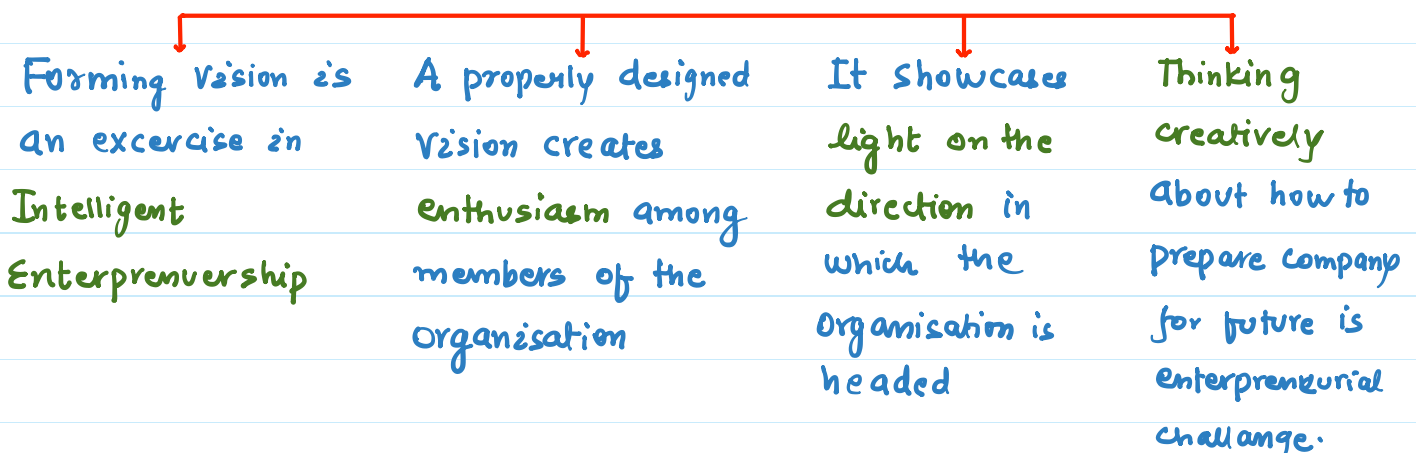 Forming vision is
an excercise in
Intelligent
Enterprenuership
A properly designed
Vision creates
enthusiasm among
members of the
organisation
It showcases
light on the
direction in
which the
Organisation is
headed
Thinking
creatively
about how to
prepare company
for future is
enterpreneurial
challange.